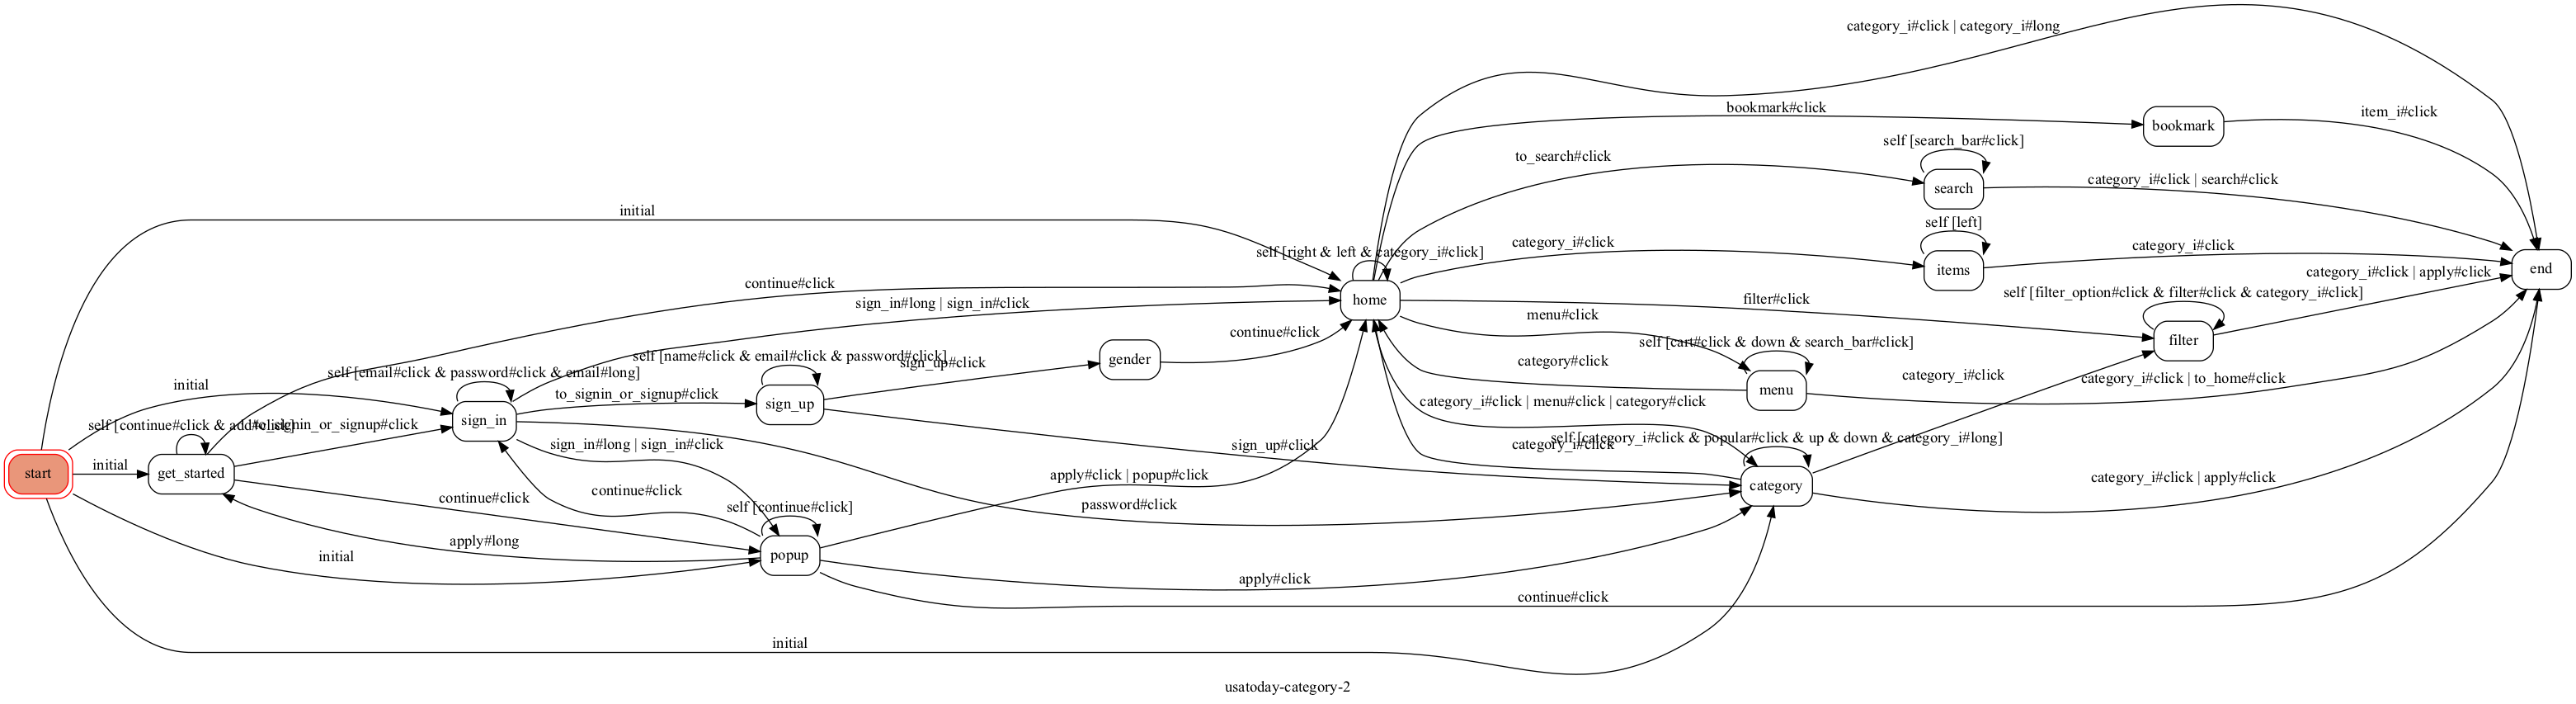 category_i#click | category_i#long
bookmark#click
item_i#click
bookmark
self [search_bar#click]
to_search#click
search
category_i#click | search#click
initial
self [left]
category_i#click
items
category_i#click
self [right & left & category_i#click]
end
category_i#click | apply#click
continue#click
self [filter_option#click & filter#click & category_i#click]
home
sign_in#long | sign_in#click
filter#click
menu#click
continue#click
filter
self [cart#click & down & search_bar#click]
self [name#click & email#click & password#click]
sign_up#click
gender
category#click
self [email#click & password#click & email#long]
category_i#click
category_i#click | to_home#click
initial
to_signin_or_signup#click
sign_up
menu
category_i#click | menu#click | category#click
sign_in
self [continue#click & add#click]
to_signin_or_signup#click
sign_in#long | sign_in#click
sign_up#click
category_i#click
self [category_i#click & popular#click & up & down & category_i#long]
initial
start
get_started
apply#click | popup#click
category_i#click | apply#click
category
continue#click
continue#click
self [continue#click]
password#click
apply#long
initial
popup
apply#click
continue#click
initial
usatoday-category-2